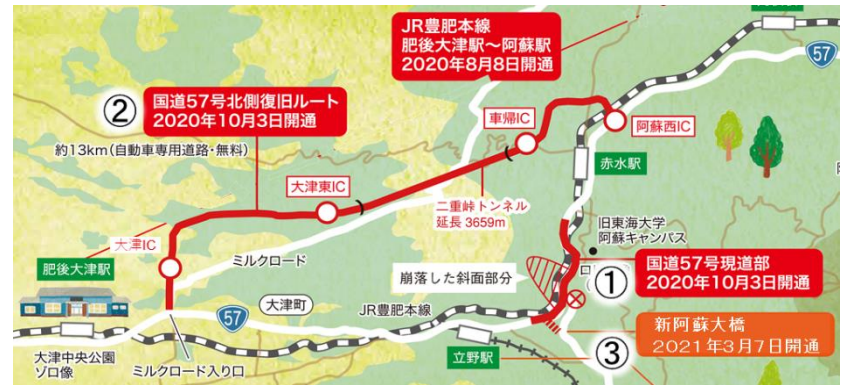 JR豊肥本線
肥後大津駅〜阿蘇駅
2020年8月8日開通
57
②
国道57号北側復旧ルート
2020年10月3日開通
約13km(自動車専用道路・無料)
車帰IC
阿蘇西IC
赤水駅
大津東IC
二重峠トンネル
延長 3659m
旧東海大学
阿蘇キャンパス
大津IC
ミルクロード
肥後大津駅
崩落した斜面部分
①
国道57号現道部
2020年10月3日開通
57
大津町
JR豊肥本線
新阿蘇大橋
2021年3月7日開通
③
立野駅
大津中央公園
ゾロ像
ミルクロード入り口